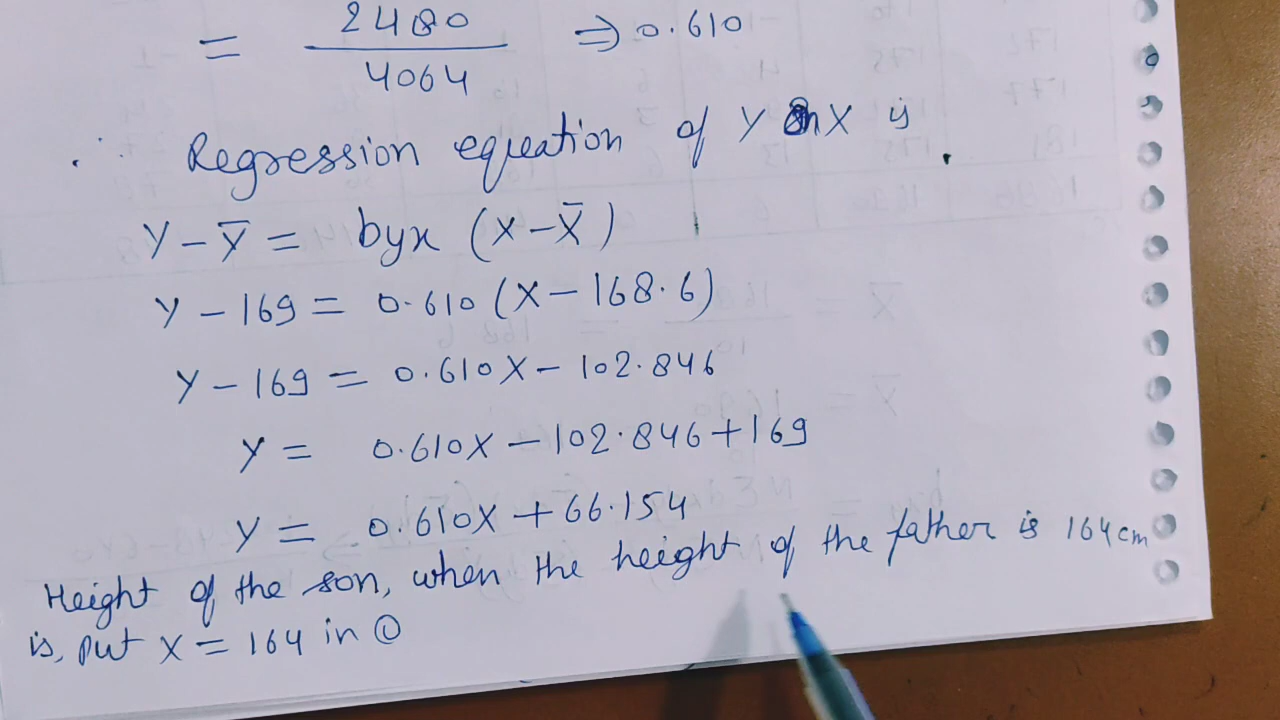 = 2480/4064 ⇒ 0.610
∴ Regression equation of Y on X is
Y - Y̅ = byx (X - X̅)
Y - 169 = 0.610 (X - 168.6)
Y - 169 = 0.610X - 102.846
Y = 0.610X - 102.846 + 169
Y = 0.610X + 66.154
Height of the son, when the height of the father is 164cm
is, put X = 164 in